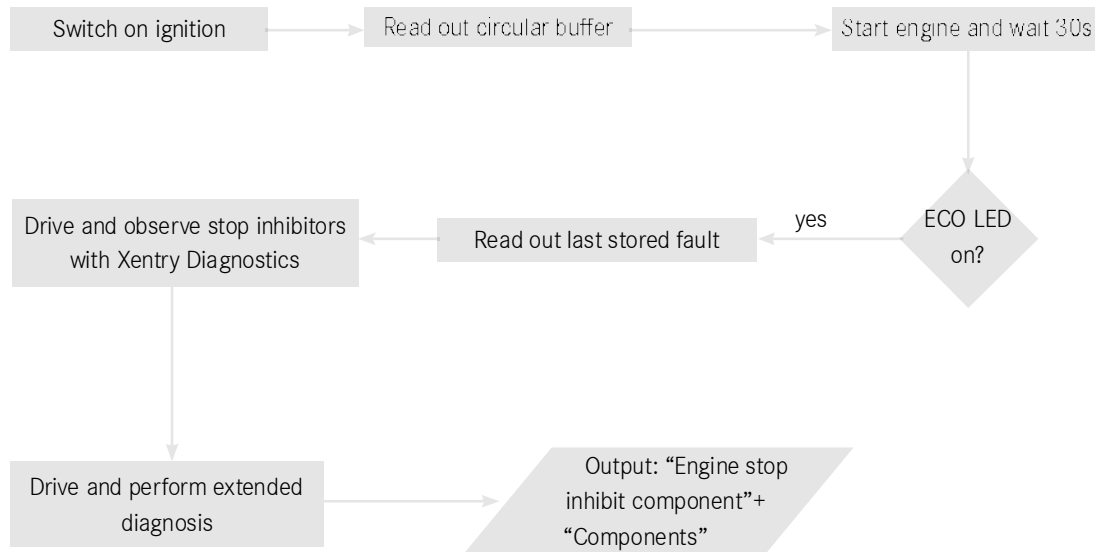 Switch on ignition
Read out circular buffer
Start engine and wait 30s
ECO LED
on?
yes
Read out last stored fault
Drive and observe stop inhibitors
with Xentry Diagnostics
Drive and perform extended
diagnosis
Output: “Engine stop
inhibit component”+
“Components”